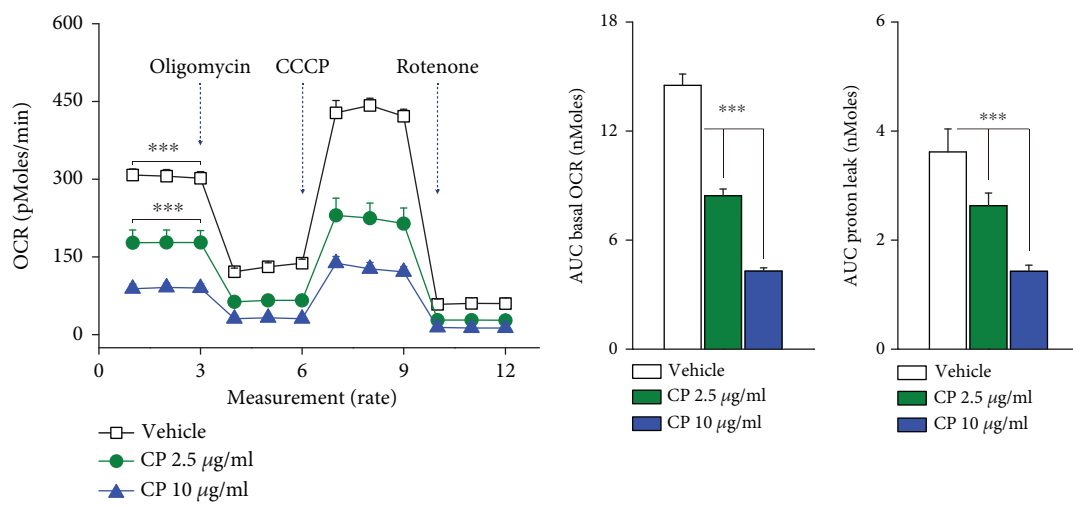 600
450
300
150
0
OCR (pMoles/min)
Oligomycin
CCCP
Rotenone
***
***
0
3
6
9
12
Measurement (rate)
Vehicle
CP 2.5 μg/ml
CP 10 μg/ml
18
12
6
0
AUC basal OCR (nMoles)
***
Vehicle
CP 2.5 μg/ml
CP 10 μg/ml
6
4
2
0
AUC proton leak (nMoles)
***
Vehicle
CP 2.5 μg/ml
CP 10 μg/ml